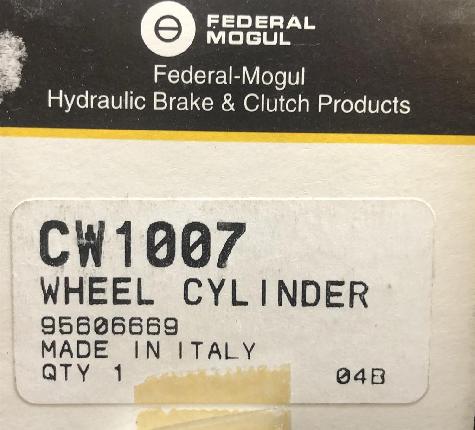 FEDERAL
MOGUL
Federal-Mogul
Hydraulic Brake & Clutch Products
CW1007
WHEEL CYLINDER
95606669
MADE IN ITALY
QTY 1 04B